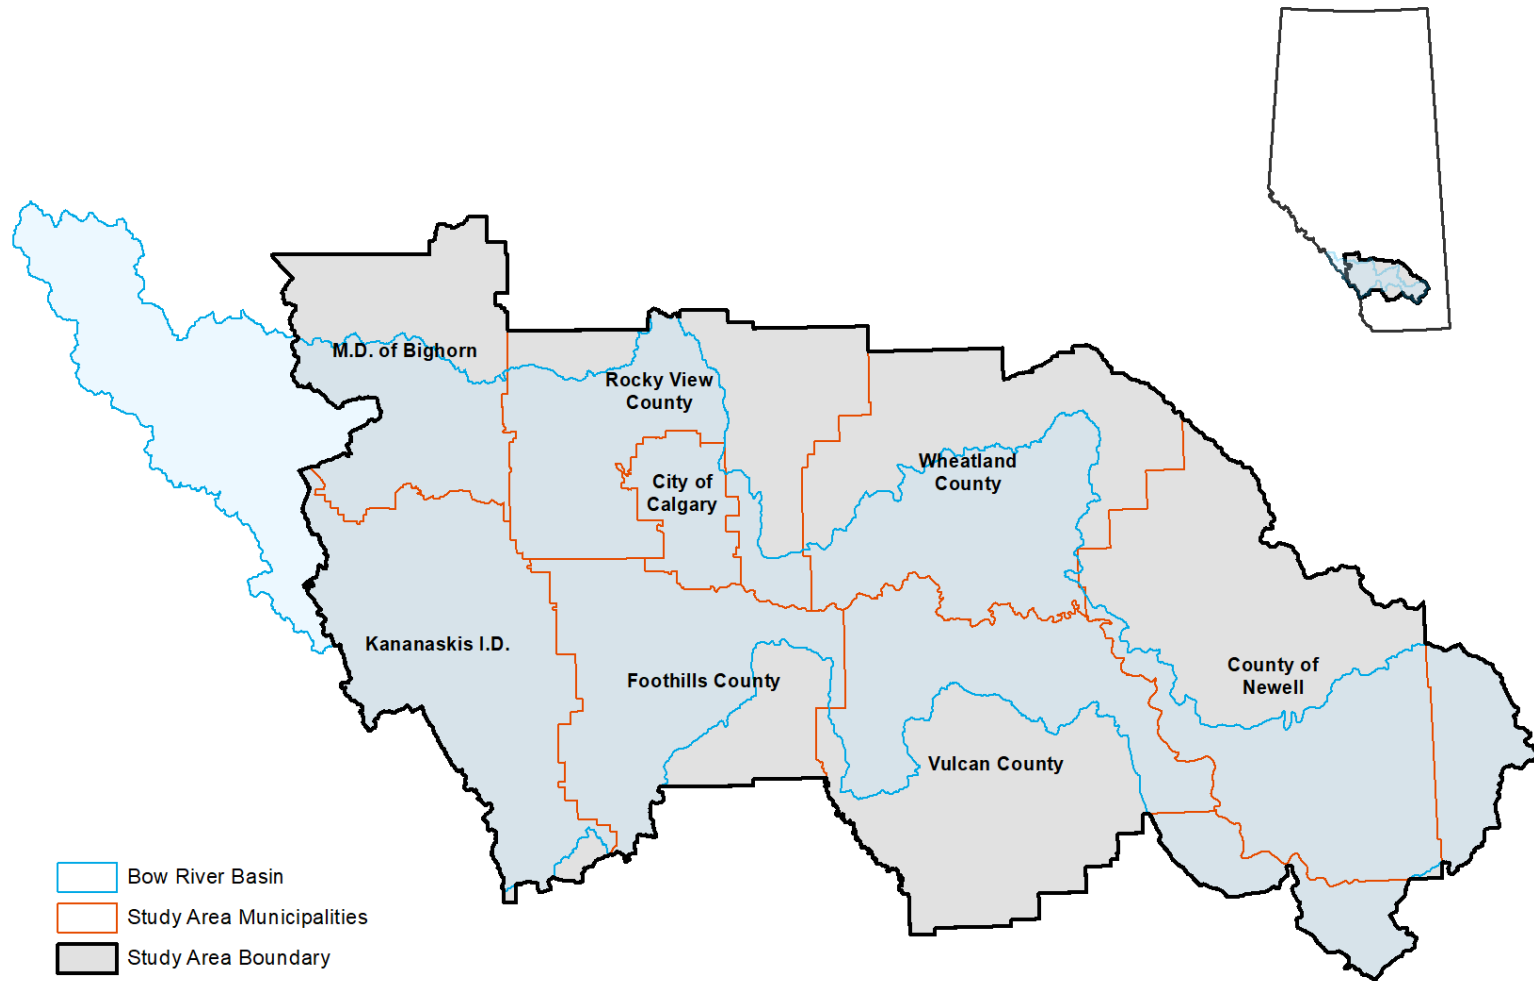 M.D. of Bighorn
Rocky View
County
City of
Calgary
Wheatland
County
Kananaskis I.D.
Foothills County
County of
Newell
Vulcan County
Bow River Basin
Study Area Municipalities
Study Area Boundary